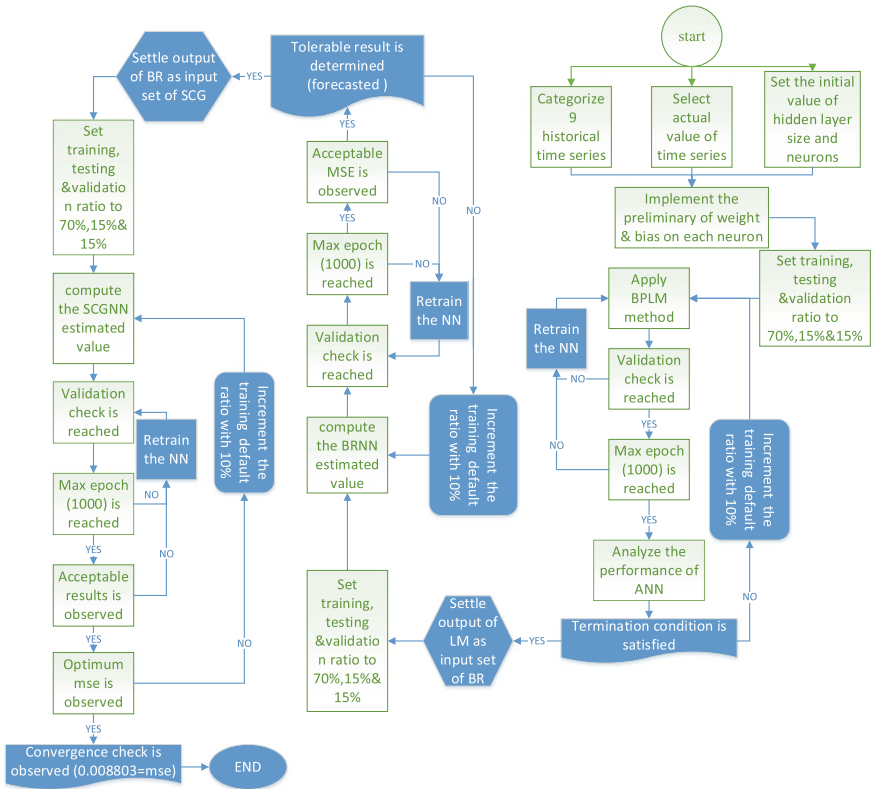 start
Categorize
9
historical
time series
Select
actual
value of
time series
Set the initial
value of
hidden layer
size and
neurons
Implement the
preliminary of weight
& bias on each neuron
Set training,
testing
&validation
ratio to
70%,15%&15%
Apply
BPLM
method
Retrain
the NN
Validation
check is
reached
NO
YES
NO
Max epoch
(1000) is
reached
YES
Increment the
training default
ratio with 10%
Analyze the
performance of
ANN
NO
Termination condition is
satisfied
YES
Settle
output of
LM as
input set
of BR
Set
training,
testing
&validatio
n ratio to
70%,15%&
15%
compute
the BRNN
estimated
value
Increment the
training default
ratio with 10%
Validation
check is
reached
Retrain
the NN
Max epoch
(1000) is
reached
NO
YES
Acceptable
MSE is
observed
NO
YES
NO
Tolerable result is
determined
(forecasted )
YES
Settle output
of BR as input
set of SCG
Set
training,
testing
&validatio
n ratio to
70%,15%&
15%
compute
the SCGNN
estimated
value
Increment the
training default
ratio with 10%
Validation
check is
reached
Retrain
the NN
Max epoch
(1000) is
reached
NO
YES
NO
Acceptable
results is
observed
YES
NO
Optimum
mse is
observed
YES
Convergence check is
observed (0.008803=mse)
END